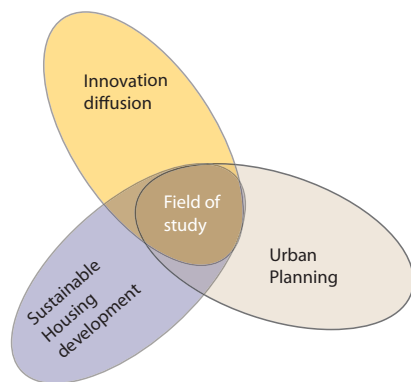 Innovation
diffusion
Field of
study
Urban
Planning
Sustainable
Housing
development